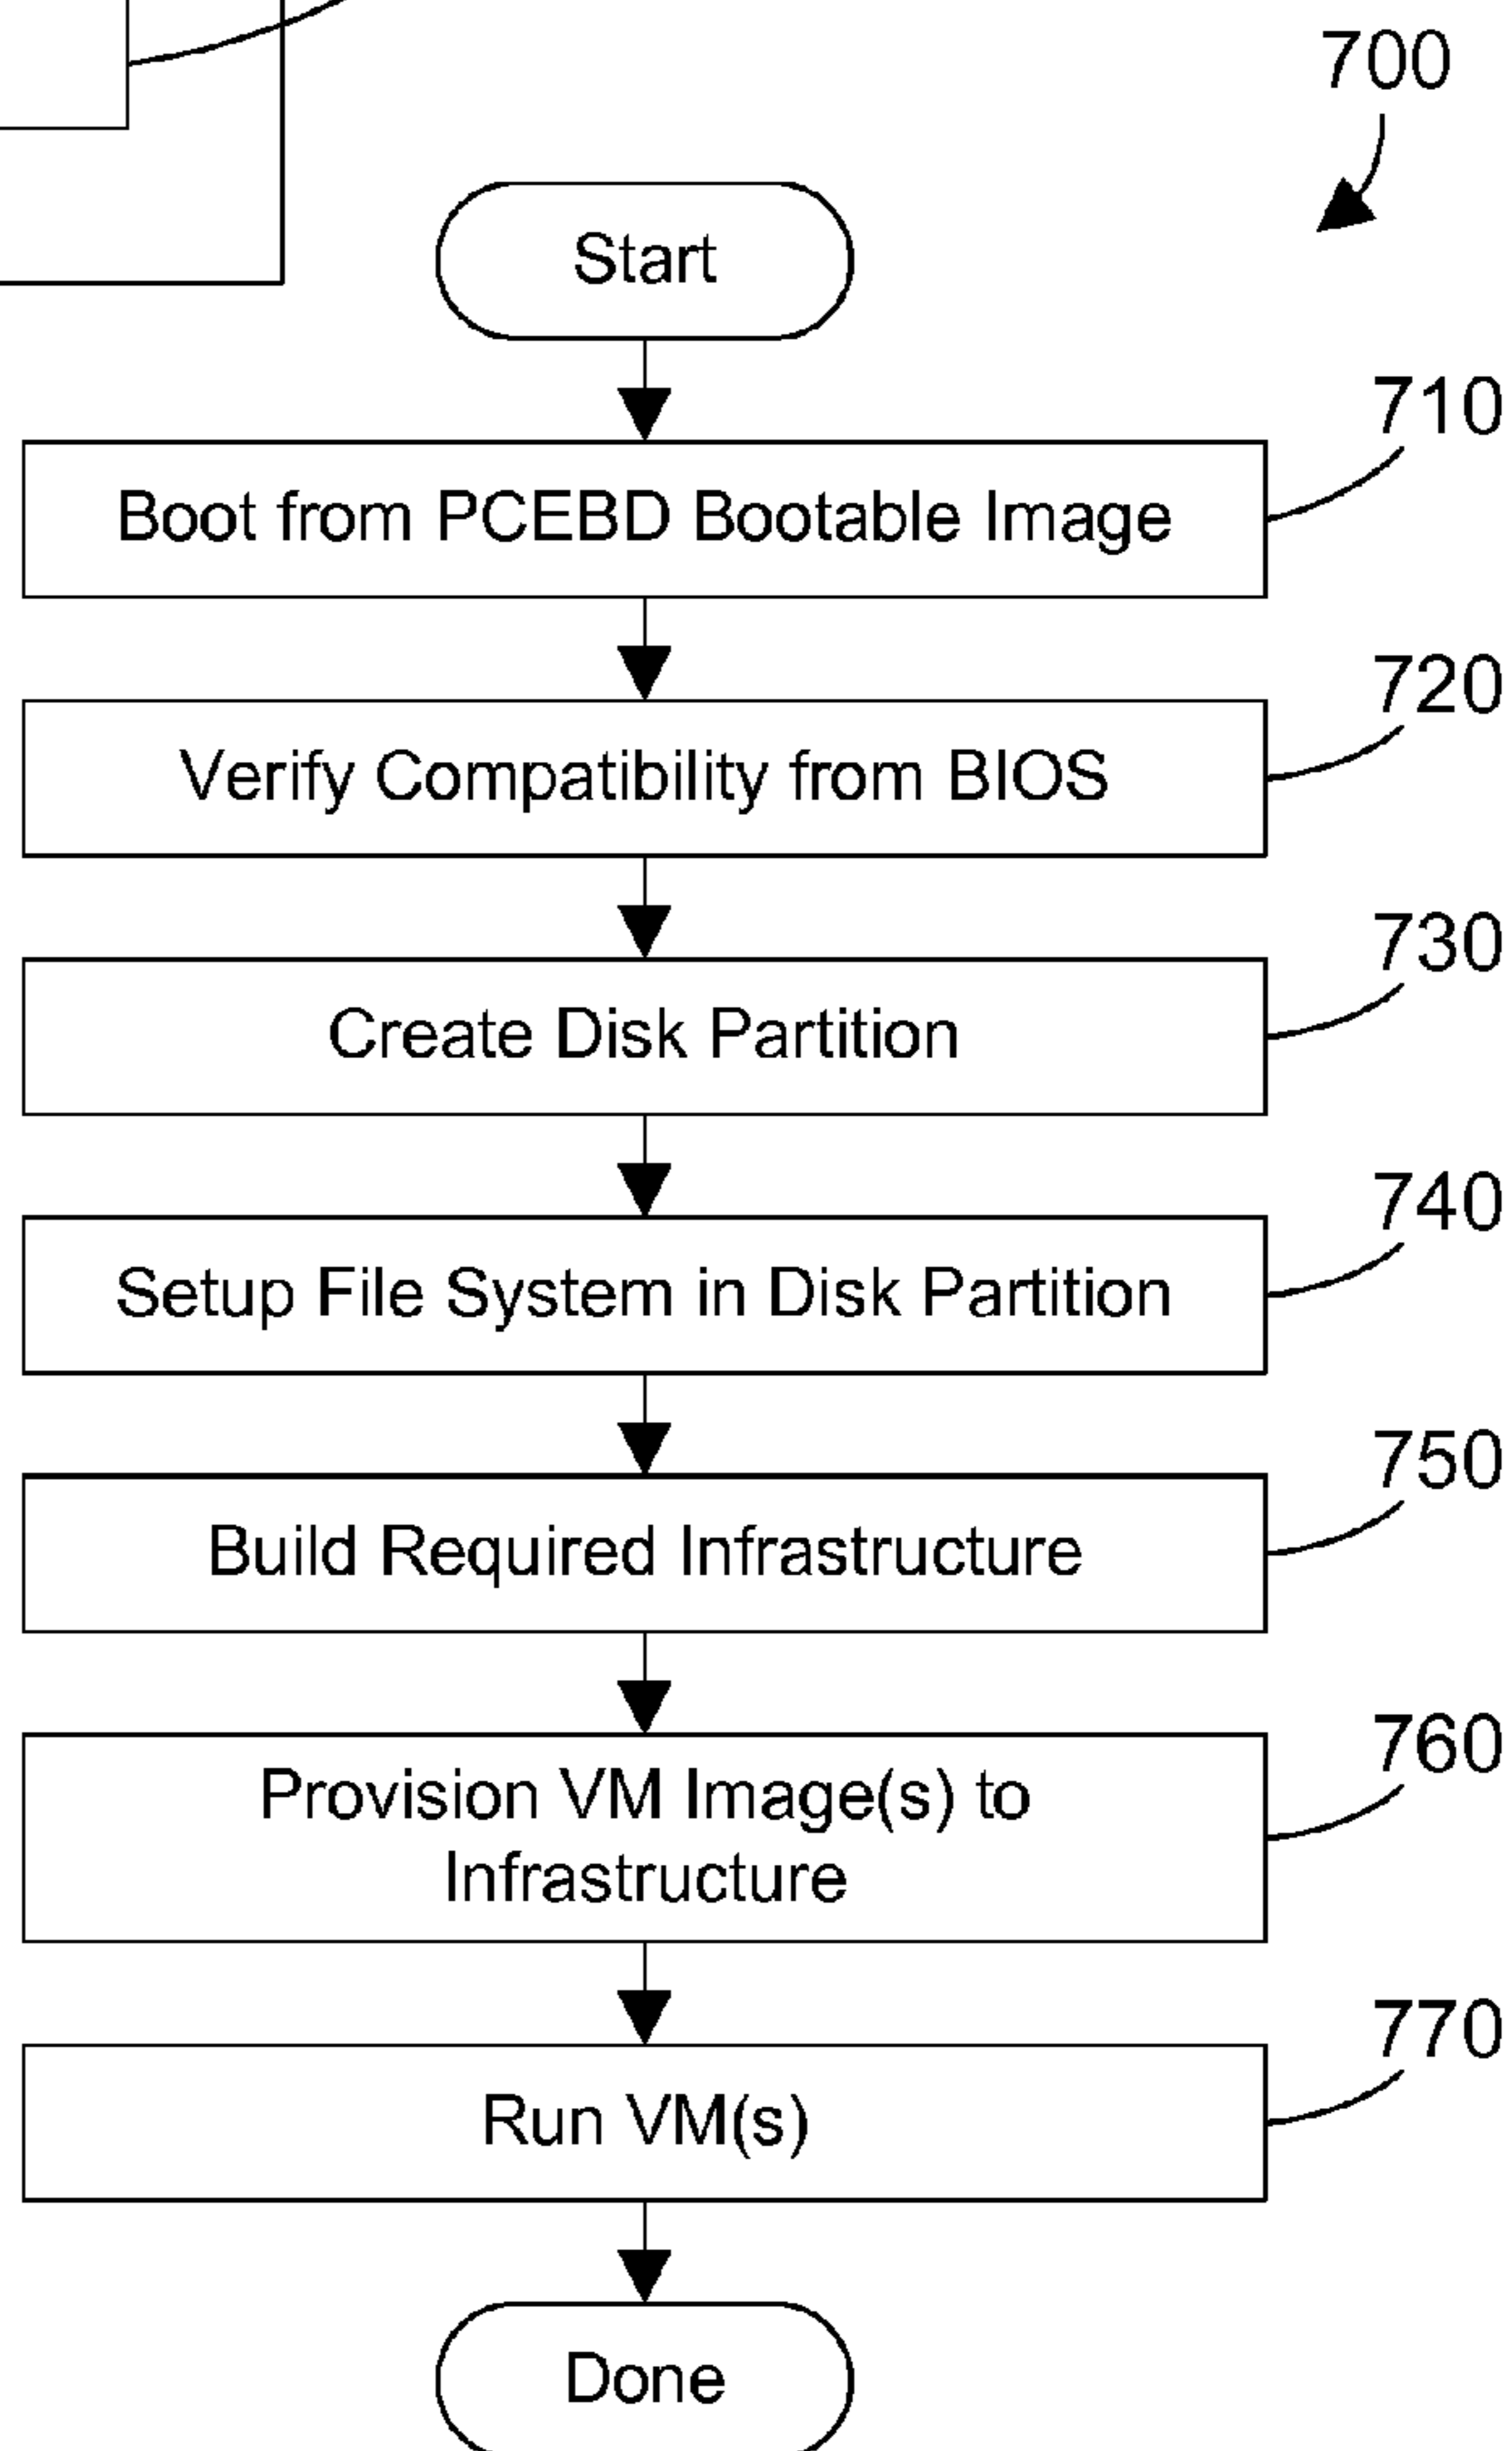 700
Start
710
Boot from PCEBD Bootable Image
720
Verify Compatibility from BIOS
730
Create Disk Partition
740
Setup File System in Disk Partition
750
Build Required Infrastructure
760
Provision VM Image(s) to
Infrastructure
770
Run VM(s)
Done